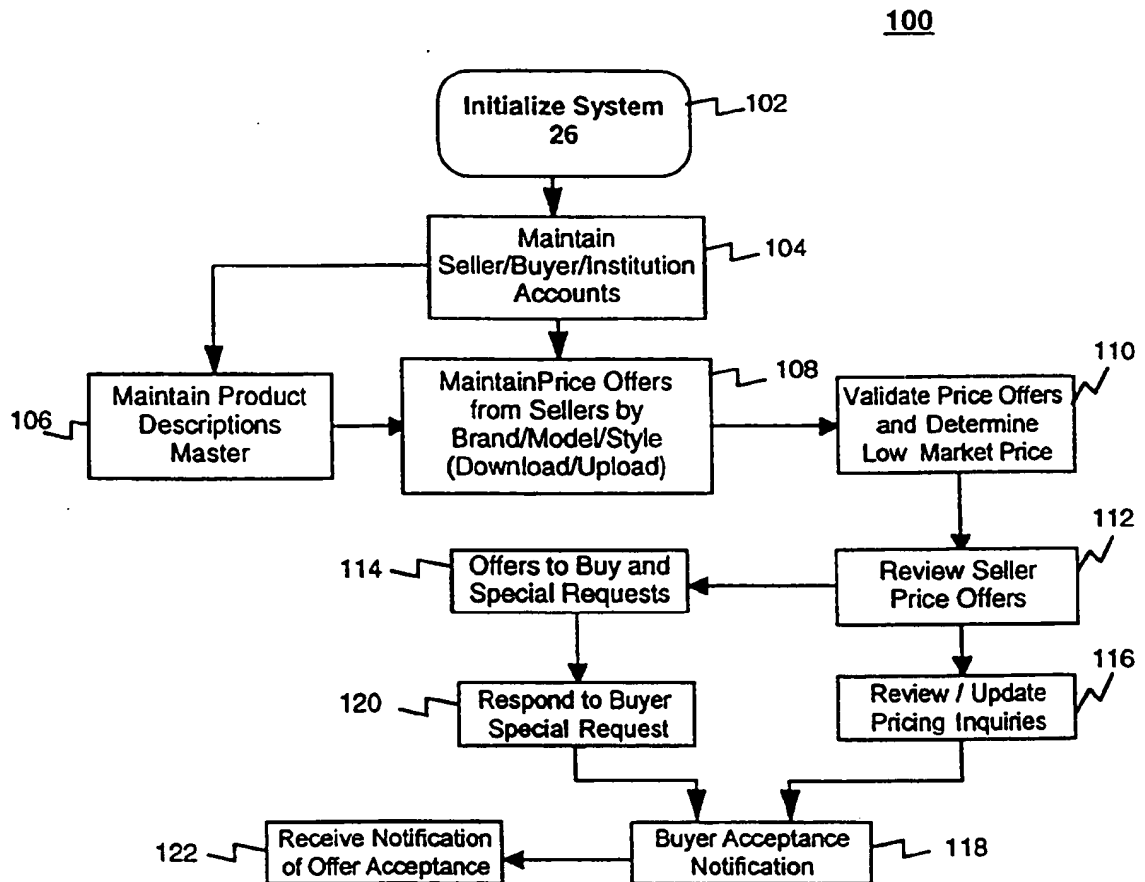 100
Initialize System
26
102
Maintain
Seller/Buyer/Institution
Accounts
104
106
Maintain Product
Descriptions
Master
MaintainPrice Offers
from Sellers by
Brand/Model/Style
(Download/Upload)
108
110
Validate Price Offers
and Determine
Low Market Price
112
Review Seller
Price Offers
114
Offers to Buy and
Special Requests
116
Review / Update
Pricing Inquiries
120
Respond to Buyer
Special Request
122
Receive Notification
of Offer Acceptance
Buyer Acceptance
Notification
118